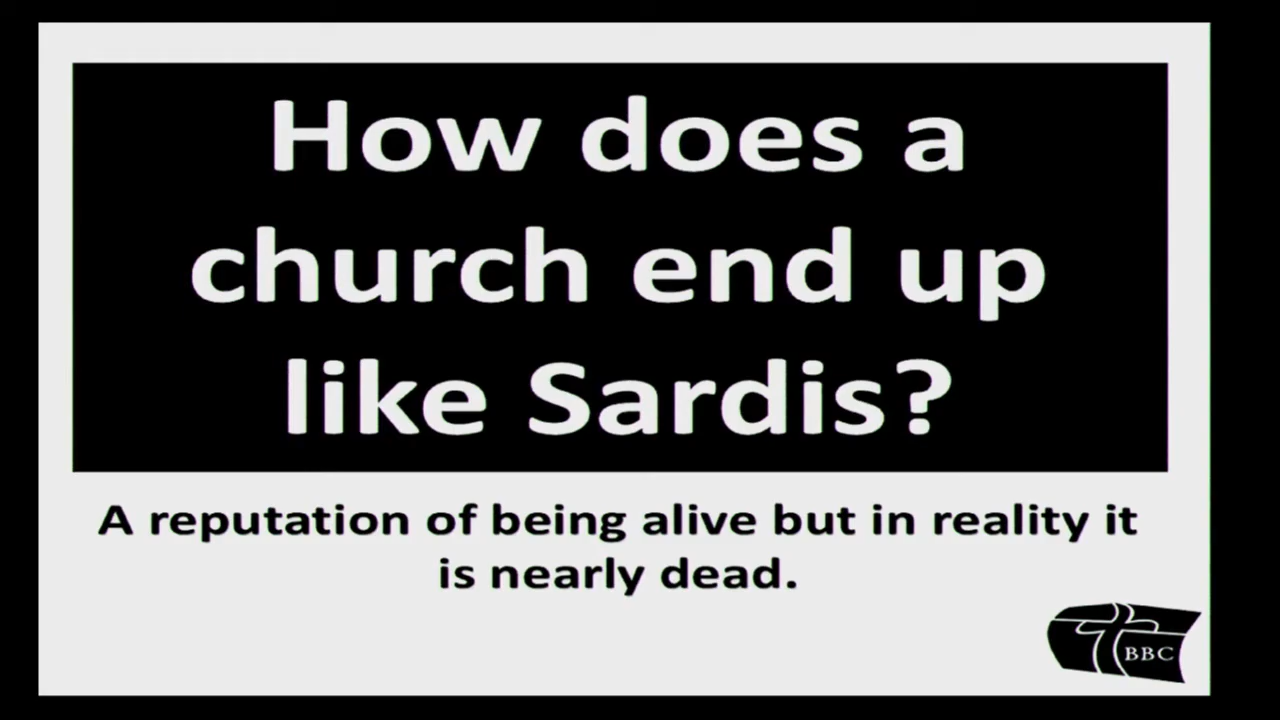 How does a
church end up
like Sardis?
A reputation of being alive but in reality it
is nearly dead.
BBC